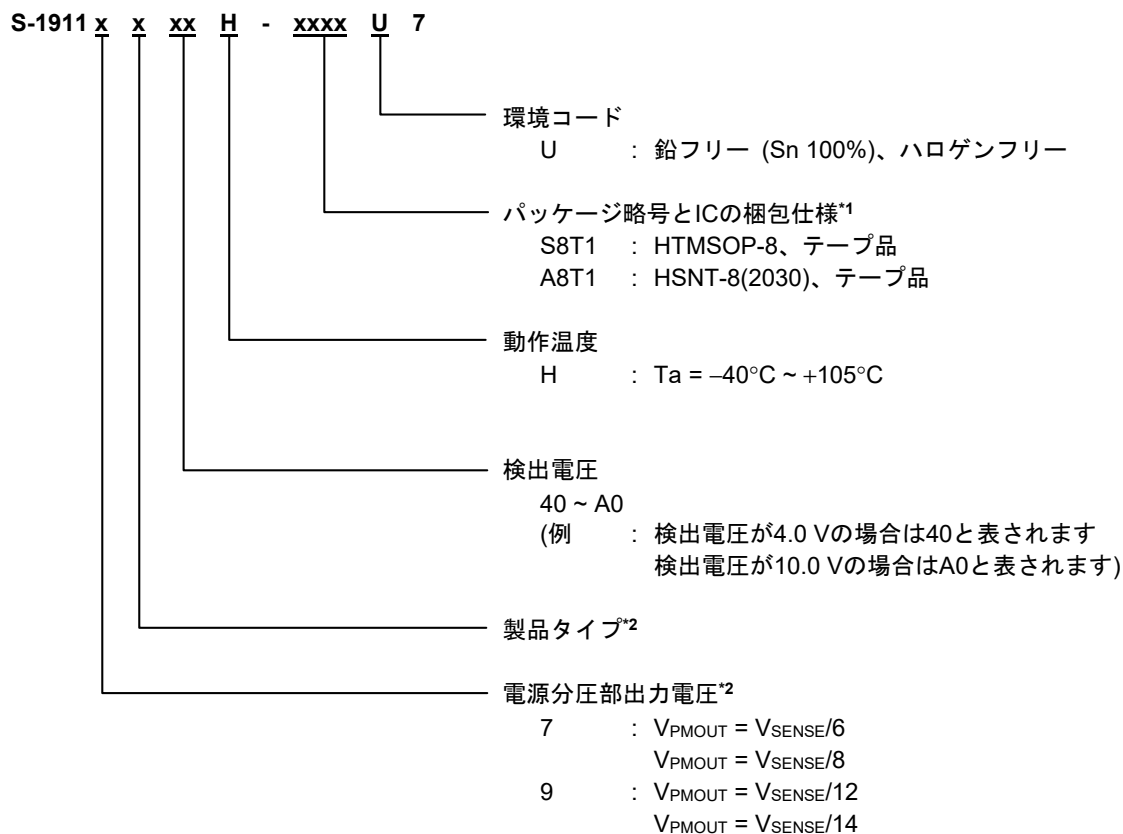 S-1911 x x xx H - xxxx U 7
環境コード
U : 鉛フリー (Sn 100%)、ハロゲンフリー
パッケージ略号とICの梱包仕様*1
S8T1 : HTMSOP-8、テープ品
A8T1 : HSNT-8(2030)、テープ品
動作温度
H : Ta = −40°C ~ +105°C
検出電圧
40 ~ A0
(例 : 検出電圧が4.0 Vの場合は40と表されます
検出電圧が10.0 Vの場合はA0と表されます)
製品タイプ*2
電源分圧部出力電圧*2
7 : VPMOUT = VSENSE/6
VPMOUT = VSENSE/8
9 : VPMOUT = VSENSE/12
VPMOUT = VSENSE/14